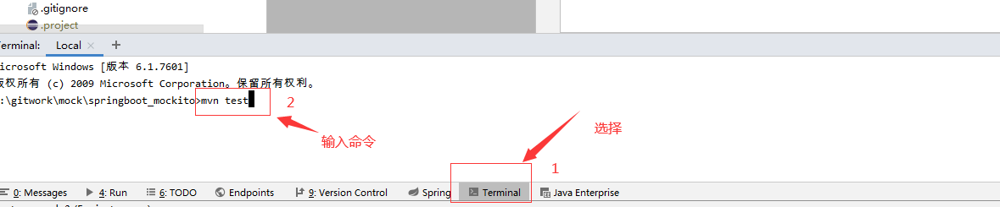 .gitignore
.project
erminal: Local × +
icrosoft Windows [版本 6.1.7601]
版权所有 (c) 2009 Microsoft Corporation。保留所有权利。
:\gitwork\mock\springboot_mockito>mvn test
2
输入命令
选择
1
0: Messages 4: Run 6: TODO Endpoints 9: Version Control Spring Terminal Java Enterprise